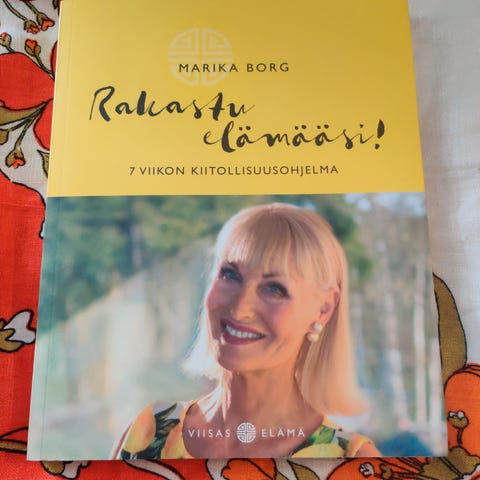 MARIKA BORG
Rakastu
elämääsi!
7 VIIKON KIITOLLISUUSOHJELMA
VIISAS ELÄMÄ